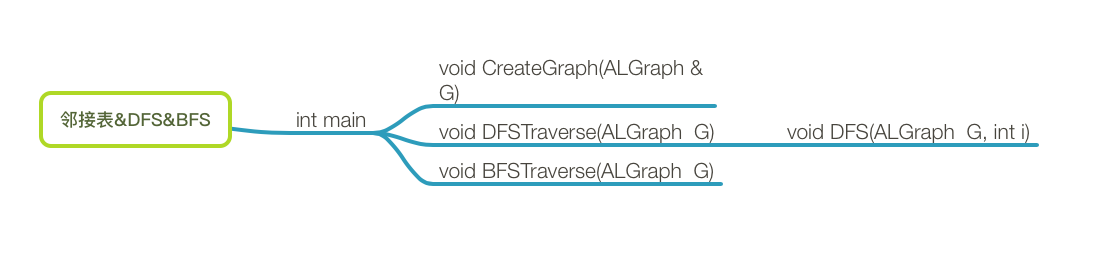 邻接表&DFS&BFS
int main
void CreateGraph(ALGraph &
G)
void DFSTraverse(ALGraph  G)
void DFS(ALGraph  G, int i)
void BFSTraverse(ALGraph  G)